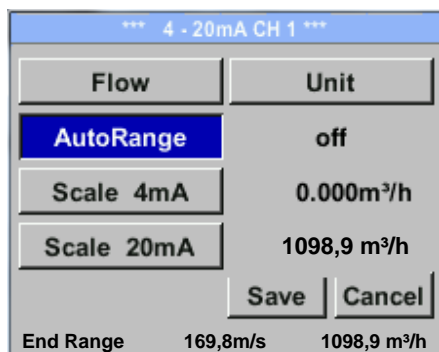 *** 4 - 20mA CH 1 ***
Flow Unit
AutoRange off
Scale 4mA 0.000m³/h
Scale 20mA 1098,9 m³/h
Save Cancel
End Range 169,8m/s 1098,9 m³/h